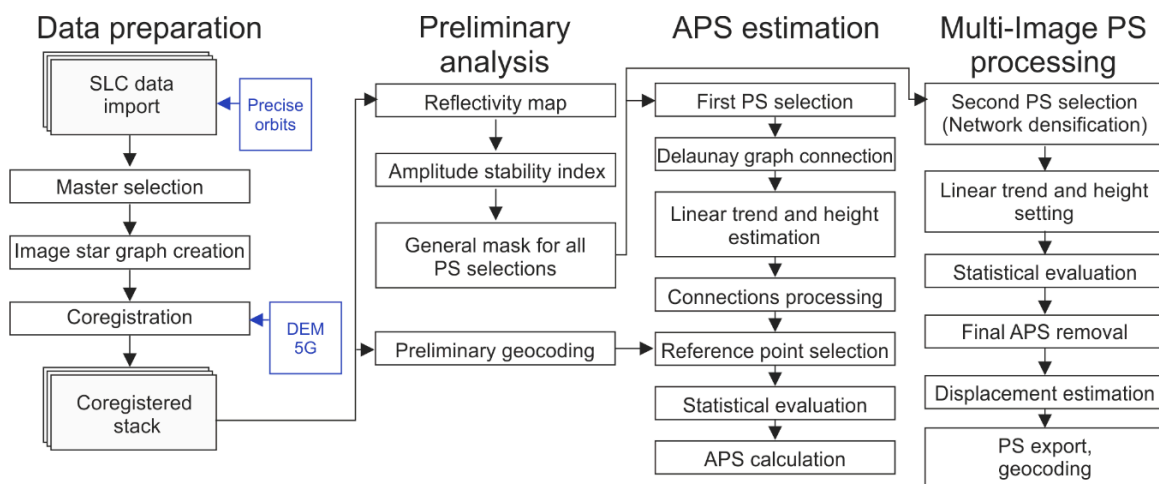 Data preparation
SLC data
import
Precise
orbits
Master selection
Image star graph creation
Coregistration
DEM
5G
Coregistered
stack
Preliminary
analysis
Reflectivity map
Amplitude stability index
General mask for all
PS selections
Preliminary geocoding
APS estimation
First PS selection
Delaunay graph connection
Linear trend and height
estimation
Connections processing
Reference point selection
Statistical evaluation
APS calculation
Multi-Image PS
processing
Second PS selection
(Network densification)
Linear trend and height
setting
Statistical evaluation
Final APS removal
Displacement estimation
PS export,
geocoding